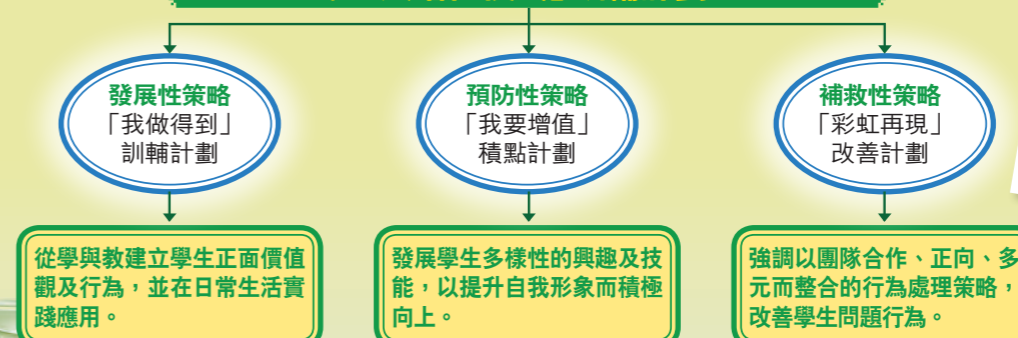 發展性策略
「我做得到」
訓輔計劃
預防性策略
「我要增值」
積點計劃
補救性策略
「彩虹再現」
改善計劃
從學與教建立學生正面價值
觀及行為，並在日常生活實
踐應用。
發展學生多樣性的興趣及技
能，以提升自我形象而積極
向上。
強調以團隊合作、正向、多
元而整合的行為處理策略，
改善學生問題行為。